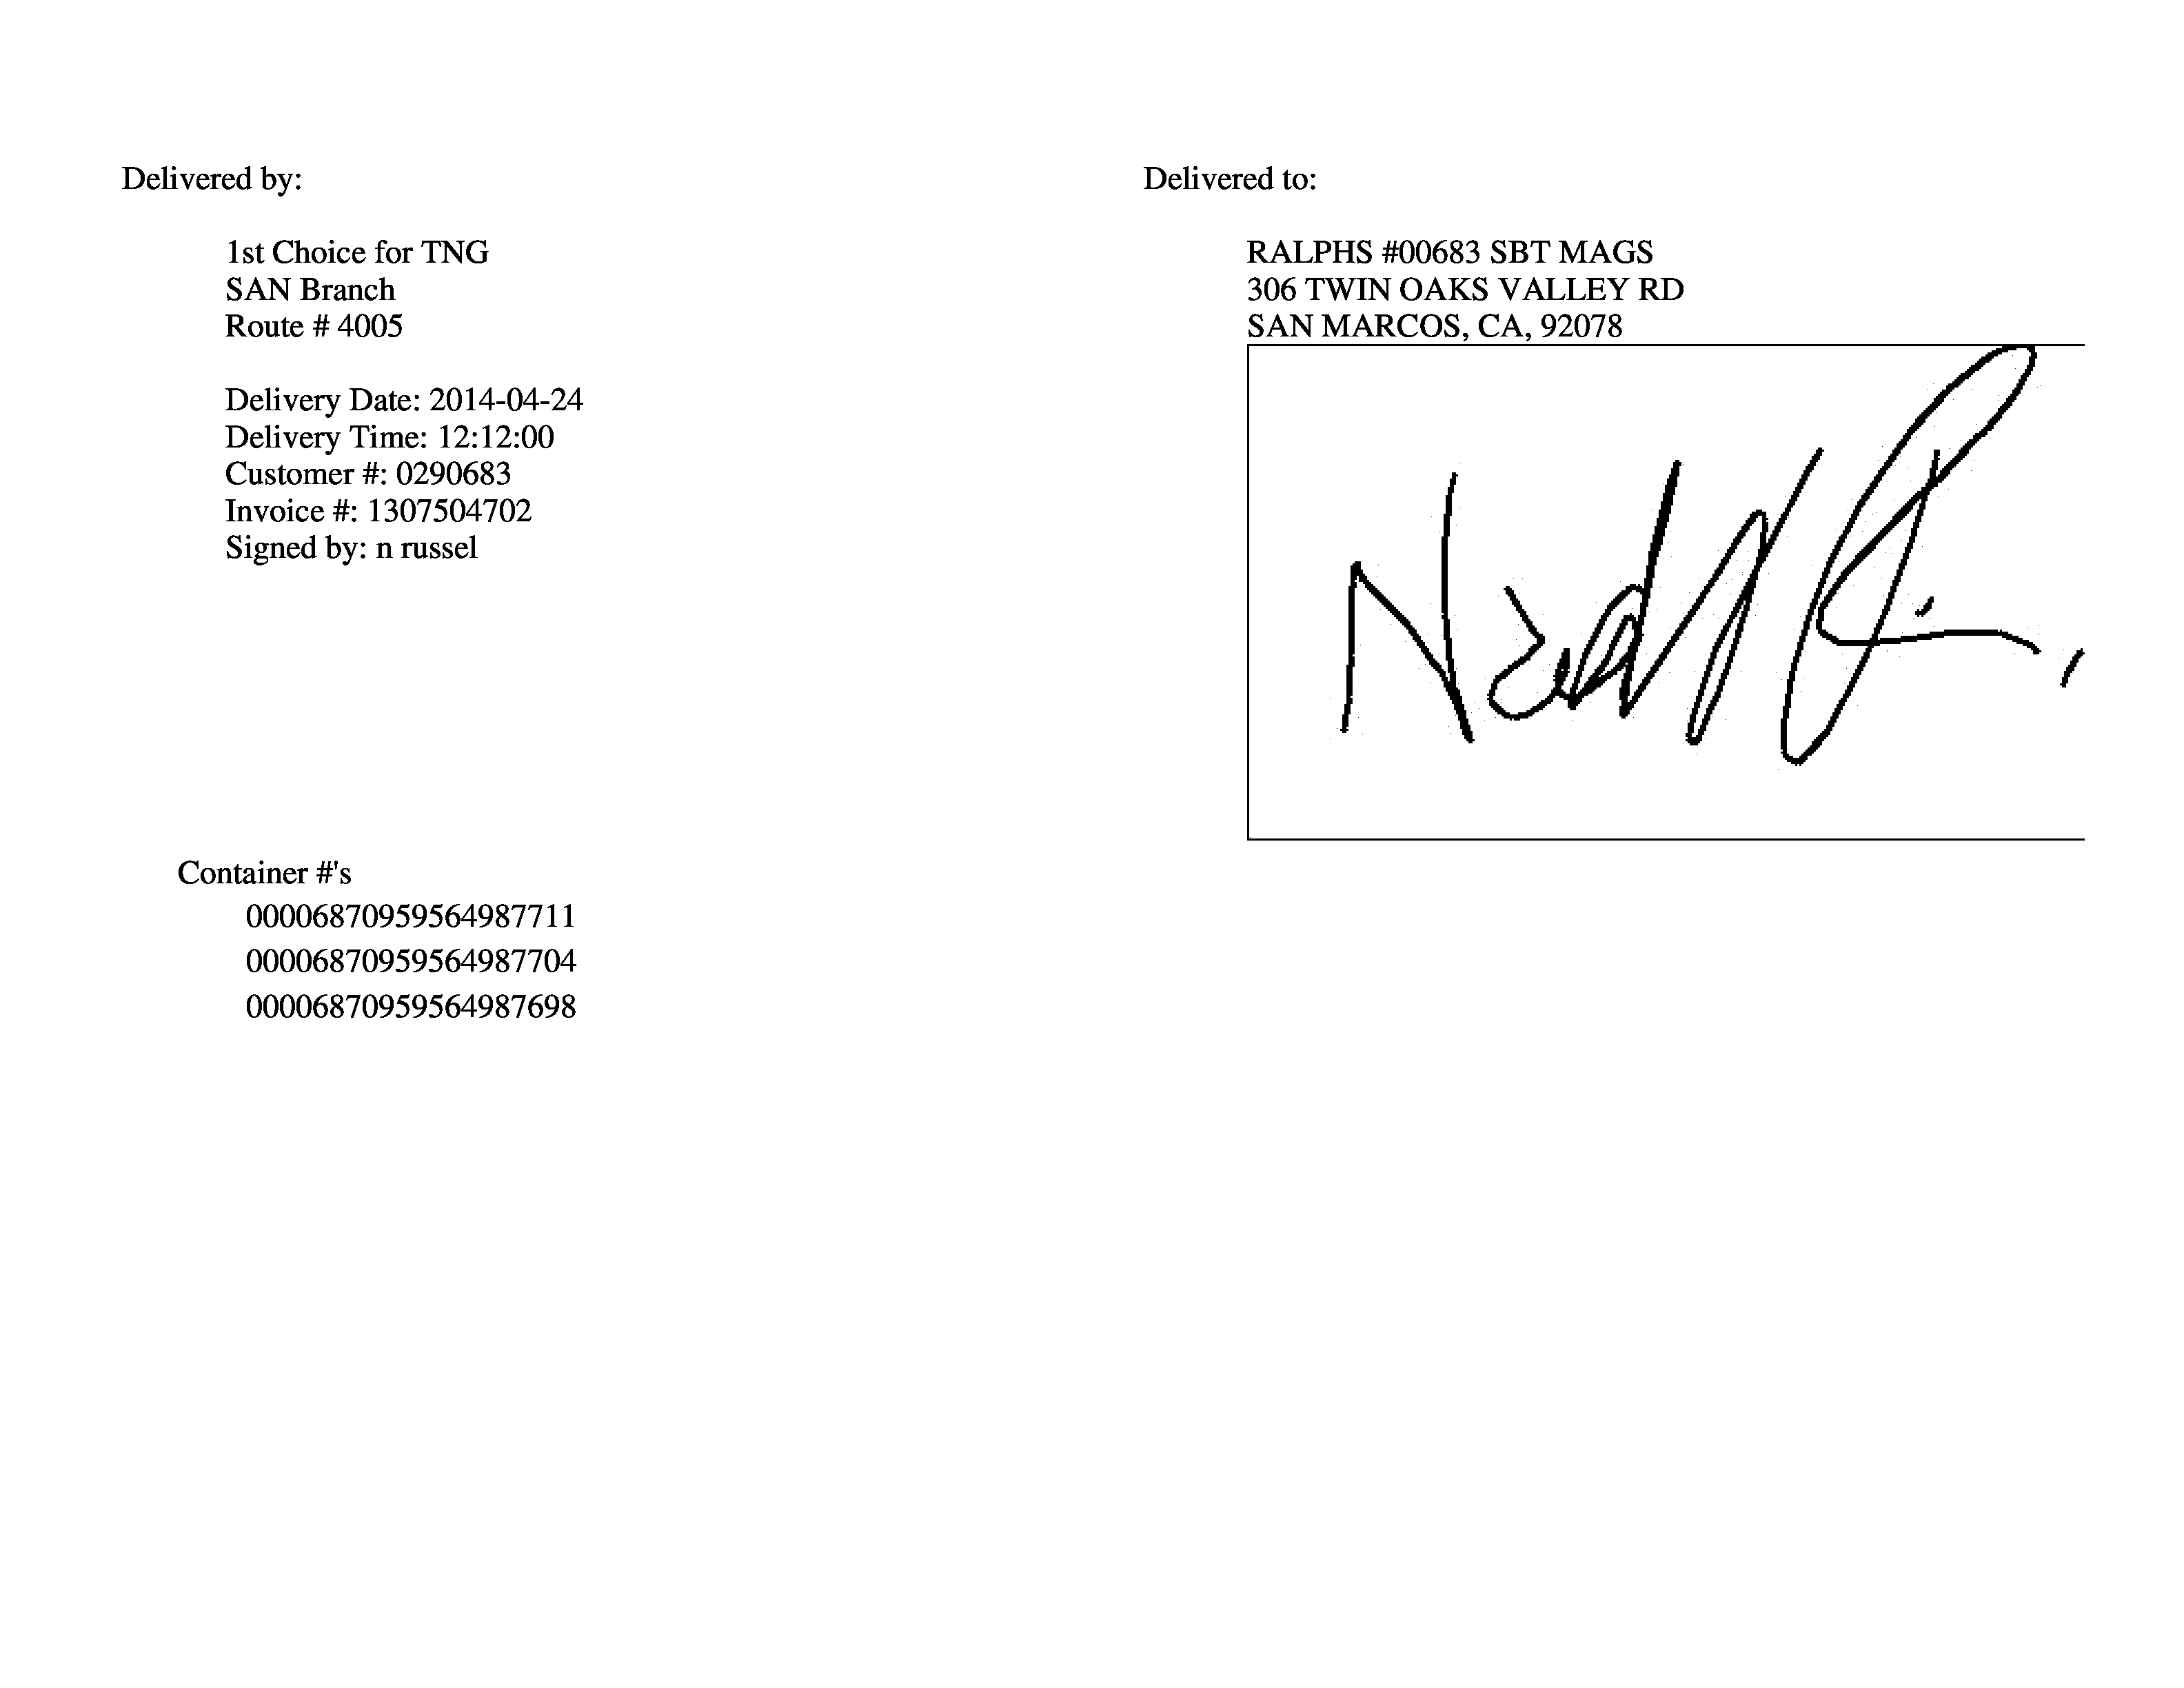 Delivered by:
1st Choice for TNG
SAN Branch
Route # 4005
Delivery Date: 2014-04-24
Delivery Time: 12:12:00
Customer #: 0290683
Invoice #: 1307504702
Signed by: n russel
Delivered to:
RALPHS #00683 SBT MAGS
306 TWIN OAKS VALLEY RD
SAN MARCOS, CA, 92078
Container #'s
00006870959564987711
00006870959564987704
00006870959564987698